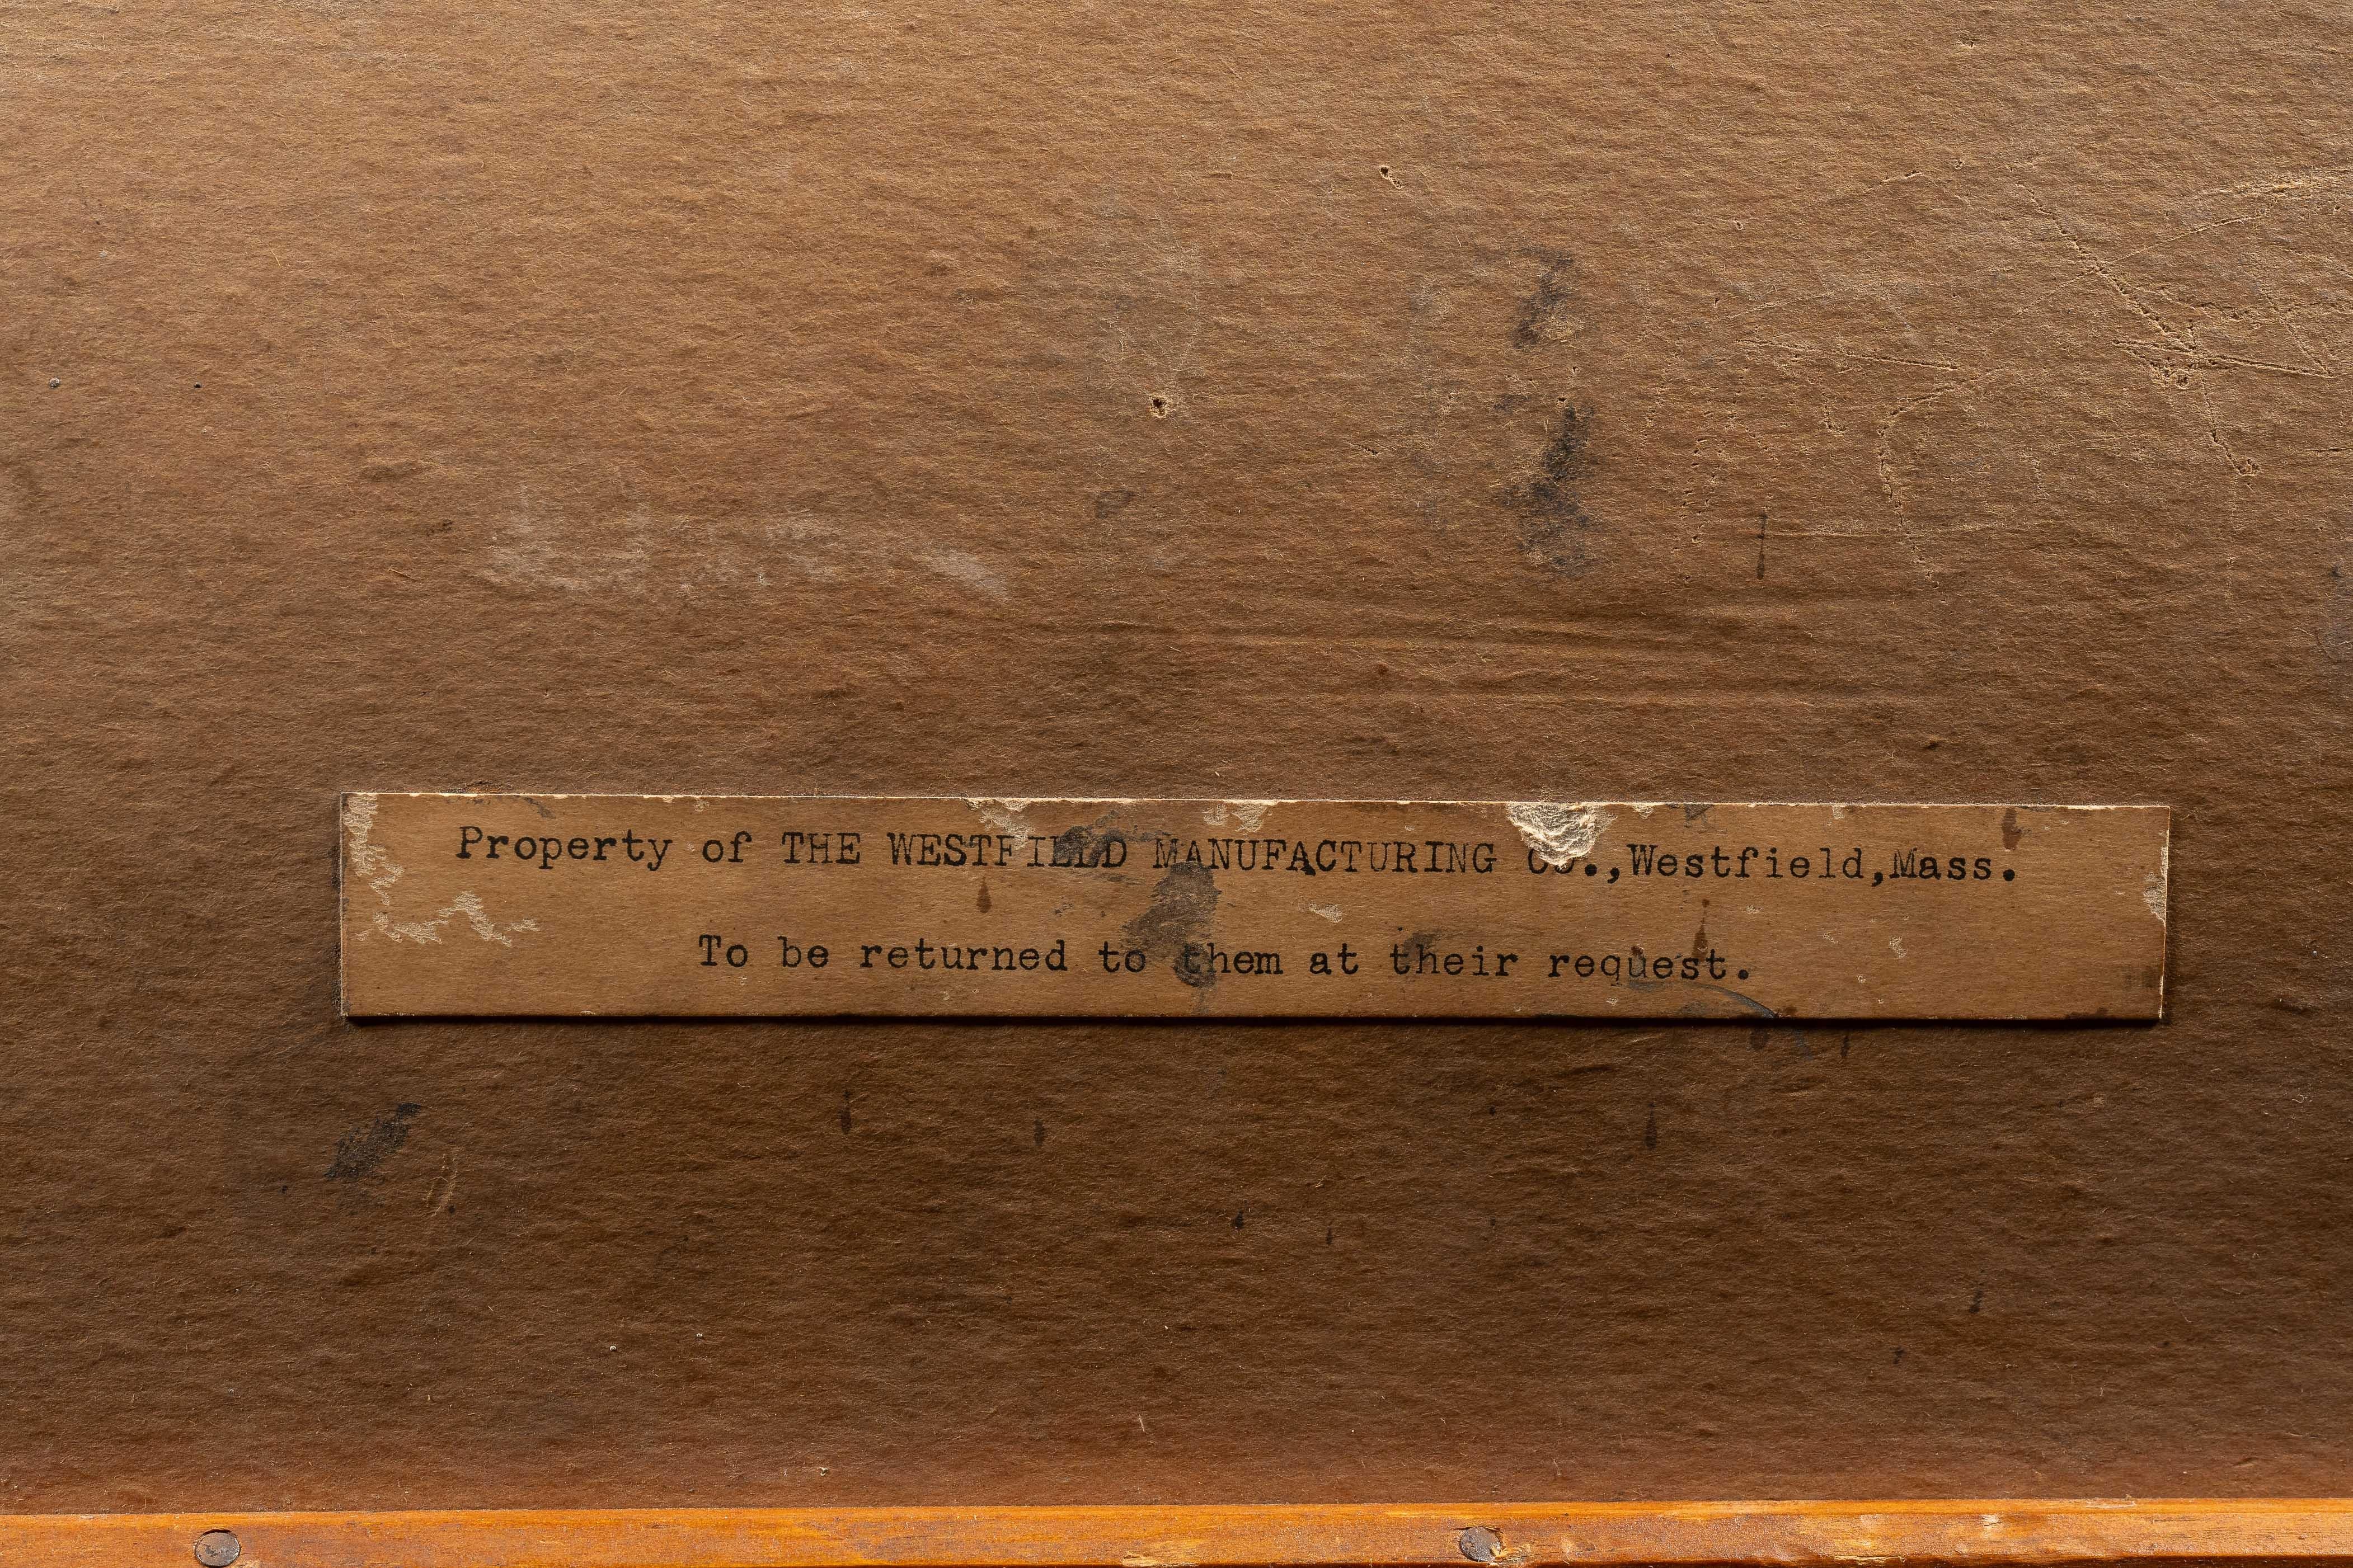 Property of THE WESTFIELD MANUFACTURING CO.,Westfield,Mass.
To be returned to them at their request.